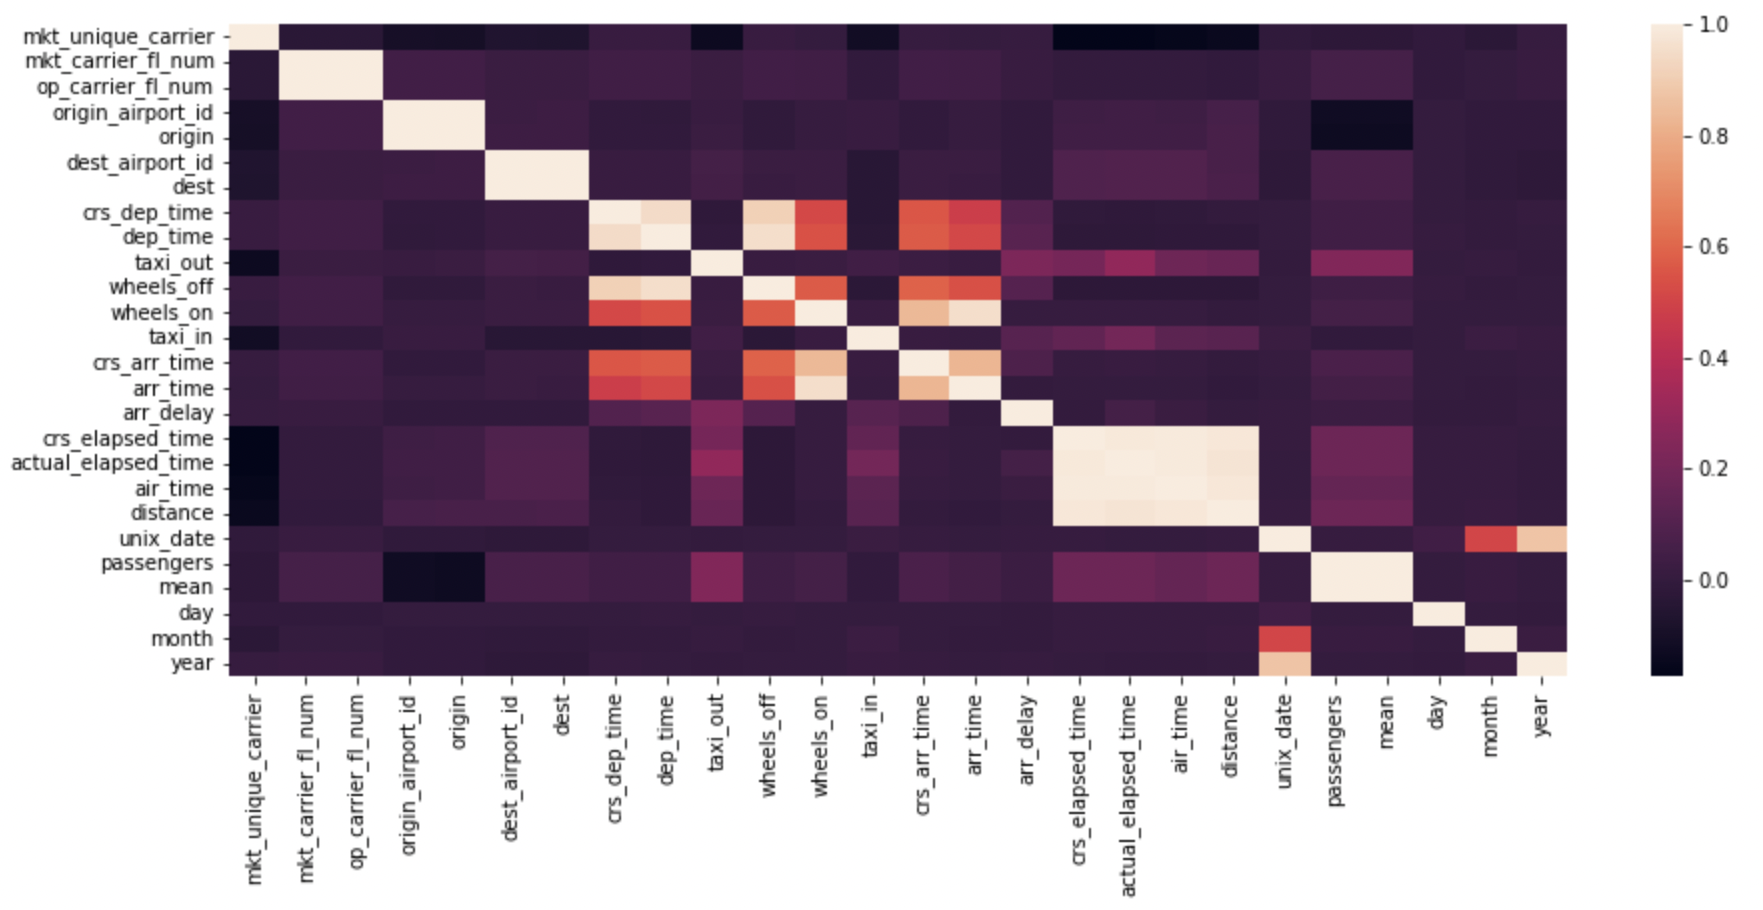 mkt_unique_carrier
mkt_carrier_fl_num
op_carrier_fl_num
origin_airport_id
origin
dest_airport_id
dest
crs_dep_time
dep_time
taxi_out
wheels_off
wheels_on
taxi_in
crs_arr_time
arr_time
arr_delay
crs_elapsed_time
actual_elapsed_time
air_time
distance
unix_date
passengers
mean
day
month
year
mkt_unique_carrier
mkt_carrier_fl_num
op_carrier_fl_num
origin_airport_id
origin
dest_airport_id
dest
crs_dep_time
dep_time
taxi_out
wheels_off
wheels_on
taxi_in
crs_arr_time
arr_time
arr_delay
crs_elapsed_time
actual_elapsed_time
air_time
distance
unix_date
passengers
mean
day
month
year
1.0
0.8
0.6
0.4
0.2
0.0